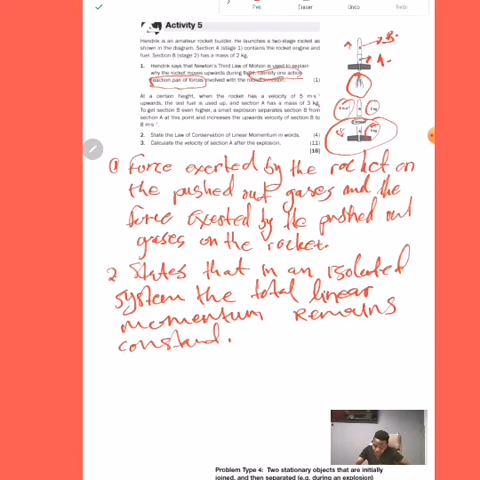 Pen
Eraser
Undo
Redo
Activity 5
Hendrik is an amateur rocket builder. He launches a two-stage rocket as
shown in the diagram. Section A (stage 1) contains the rocket engine and
fuel. Section B (stage 2) has a mass of 2 kg.
1. Hendrik says that Newton's Third Law of Motion is used to explain
why the rocket moves upwards during flight. Identify one action
reaction pair of forces involved with the rocket's motion. (1)
At a certain height, when the rocket has a velocity of 5 m·s⁻¹
upwards, the last fuel is used up, and section A has a mass of 3 kg.
To get section B even higher, a small explosion separates section B from
section A at this point and increases the upwards velocity of section B to
8 m·s⁻¹.
2. State the Law of Conservation of Linear Momentum in words. (4)
3. Calculate the velocity of section A after the explosion. (11)
[16]
B
A
① Force exerted by the rocket on
the pushed out gases and the
force exerted by the pushed out
gases on the rocket.
2 States that in an isolated
system the total linear
momentum Remains
constant.
Problem Type 4: Two stationary objects that are initially
joined, and then separated (e.g. during an explosion)